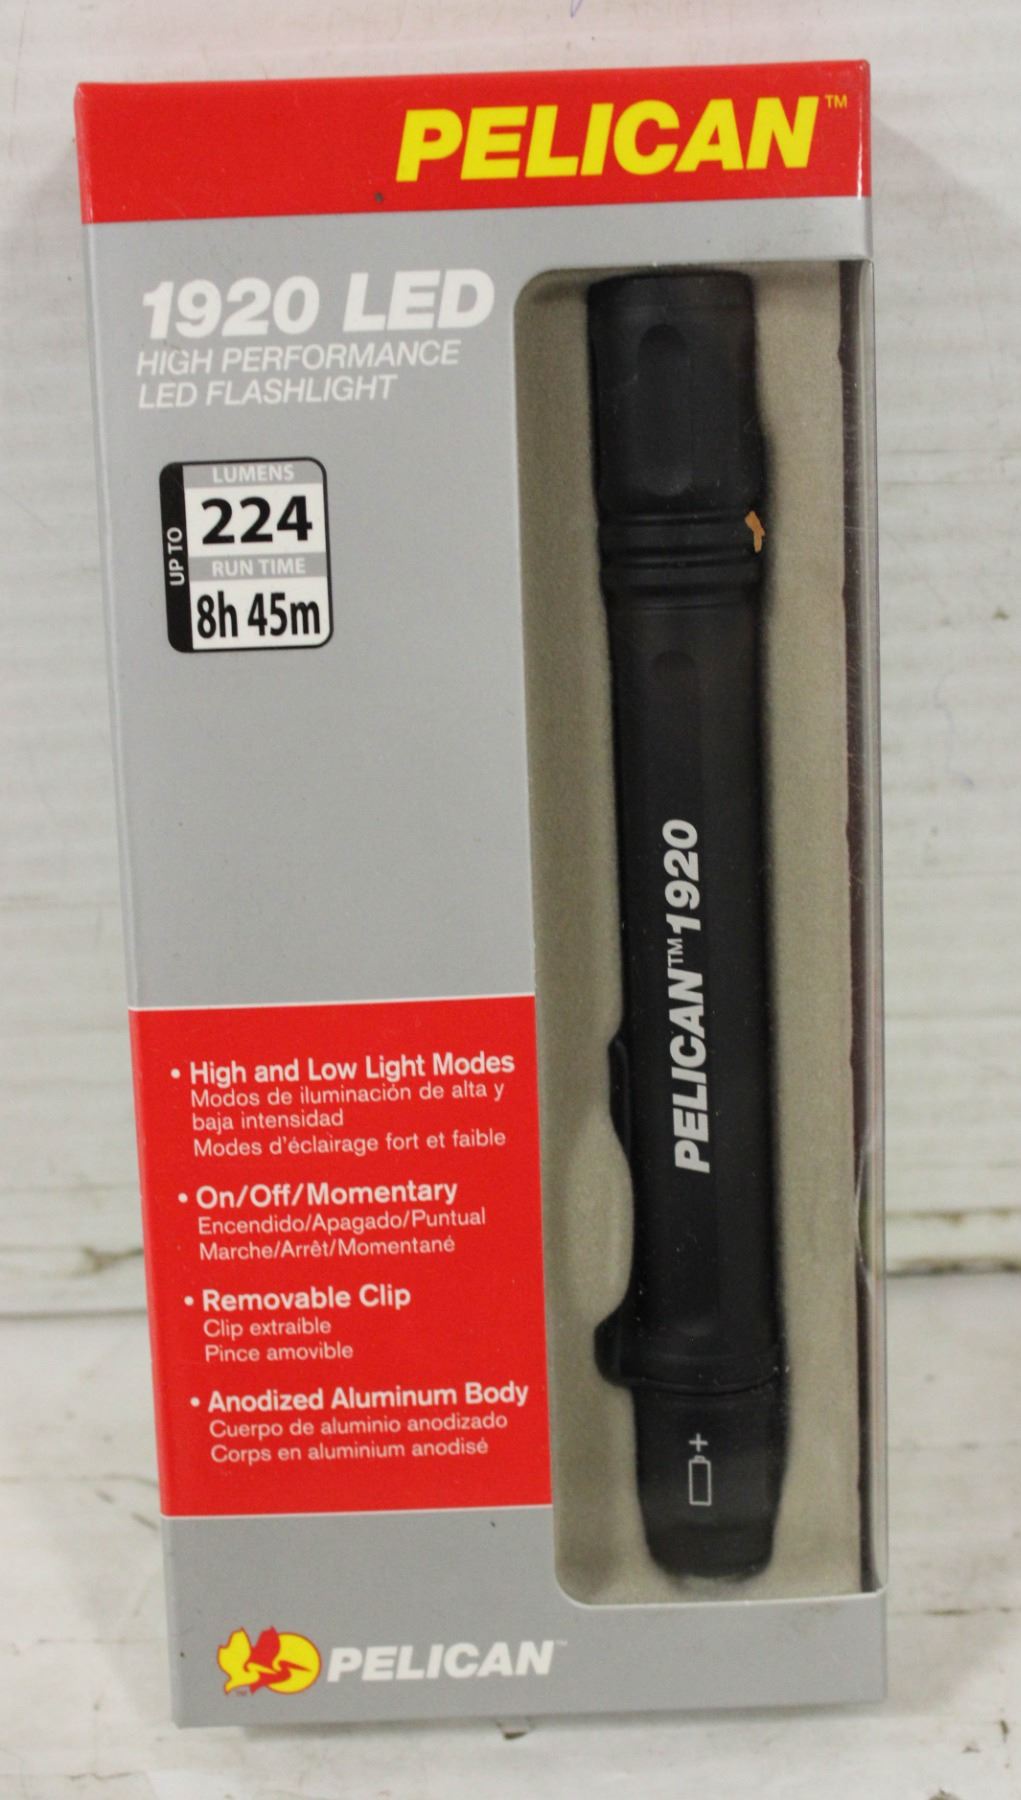 PELICAN™
1920 LED
HIGH PERFORMANCE
LED FLASHLIGHT
UP TO
LUMENS
224
RUN TIME
8h 45m
PELICAN™1920
• High and Low Light Modes
Modos de iluminación de alta y
baja intensidad
Modes d'éclairage fort et faible
• On/Off/Momentary
Encendido/Apagado/Puntual
Marche/Arrêt/Momentané
• Removable Clip
Clip extraíble
Pince amovible
• Anodized Aluminum Body
Cuerpo de aluminio anodizado
Corps en aluminium anodisé
+
PELICAN™